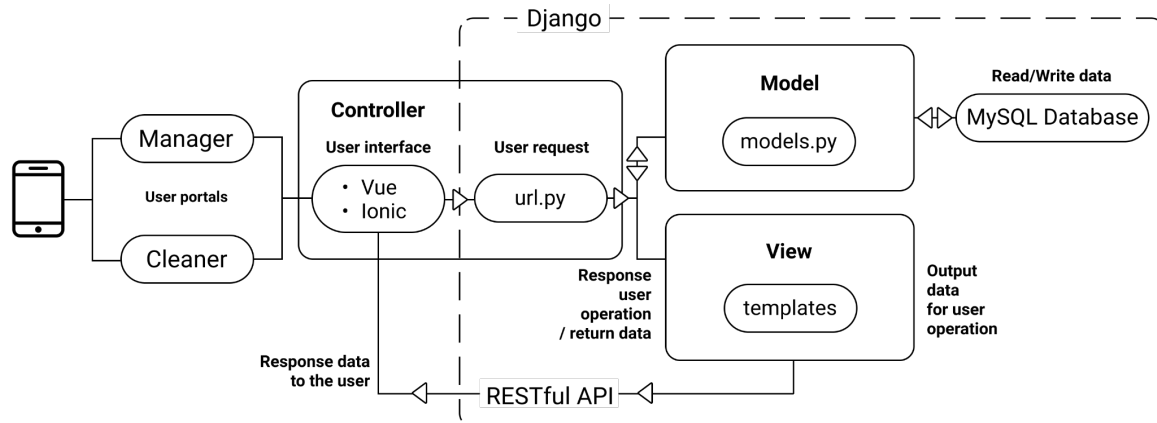 Django
Manager
User portals
Cleaner
Controller
User interface
• Vue
• Ionic
User request
url.py
Model
models.py
Read/Write data
MySQL Database
View
templates
Response
user
operation
/ return data
Output
data
for user
operation
Response data
to the user
RESTful API